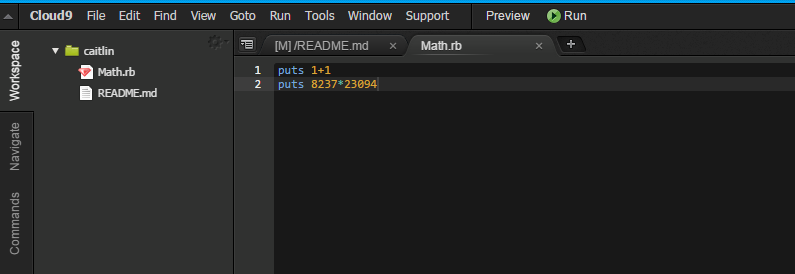 Cloud9 File Edit Find View Goto Run Tools Window Support Preview Run
Workspace
Navigate
Commands
caitlin
Math.rb
README.md
[M] /README.md × Math.rb × +
1 puts 1+1
2 puts 8237*23094